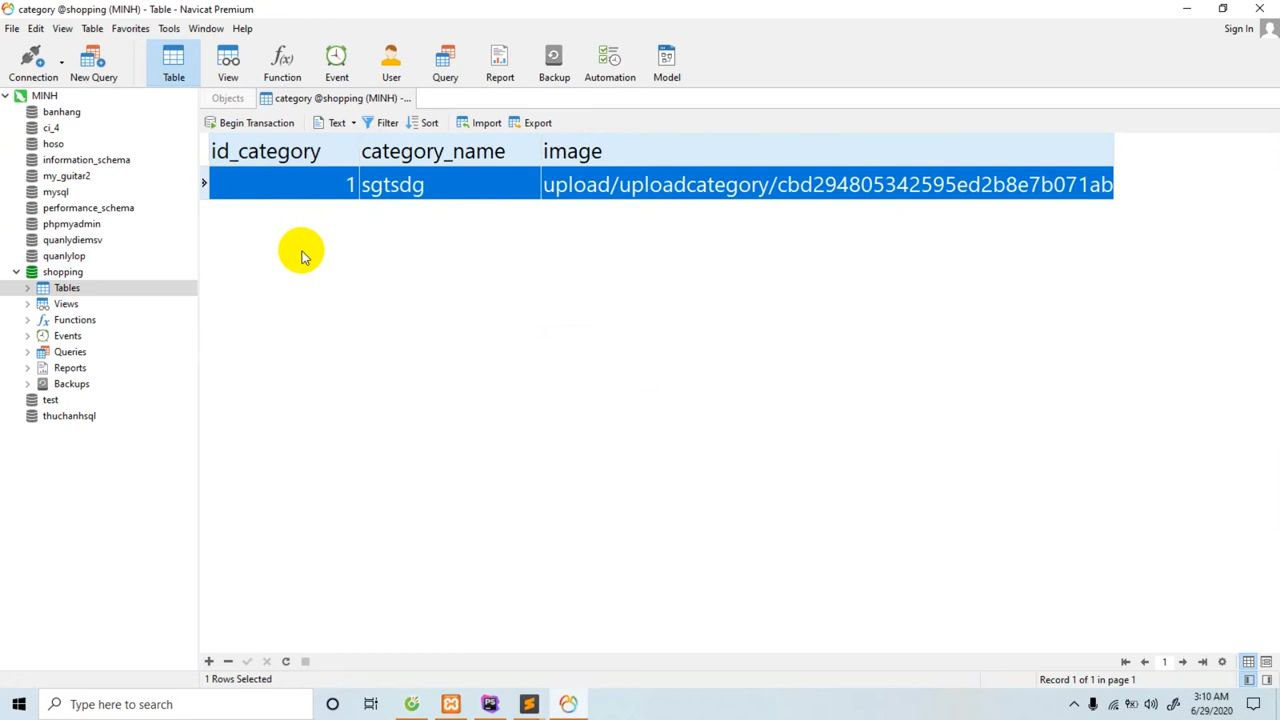 category @shopping (MINH) - Table - Navicat Premium
File Edit View Table Favorites Tools Window Help
Sign In
Connection New Query Table View Function Event User Query Report Backup Automation Model
MINH
banhang
ci_4
hoso
information_schema
my_guitar2
mysql
performance_schema
phpmyadmin
quanlydiemsv
quanlylop
shopping
Tables
Views
Functions
Events
Queries
Reports
Backups
test
thuchanhsql
Objects category @shopping (MINH) -...
Begin Transaction Text Filter Sort Import Export
id_category category_name image
1 sgtsdg upload/uploadcategory/cbd294805342595ed2b8e7b071ab
1
1 Rows Selected Record 1 of 1 in page 1
Type here to search
3:10 AM
6/29/2020